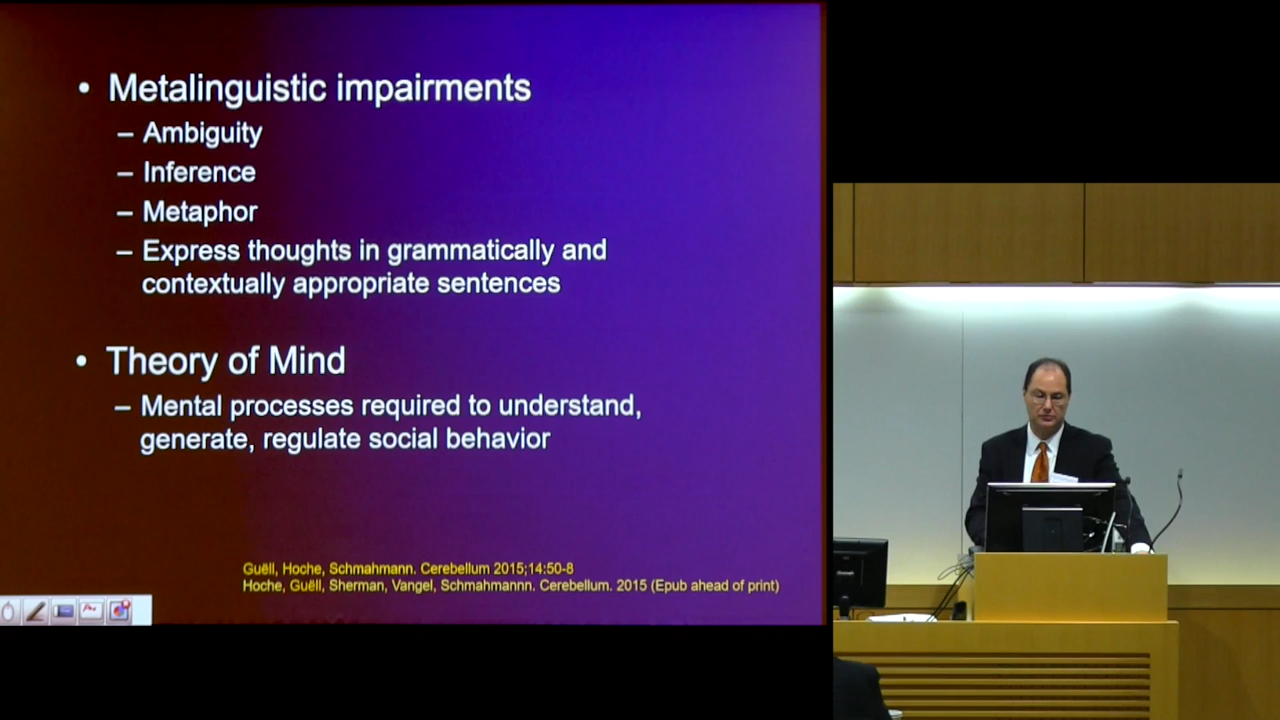 • Metalinguistic impairments
– Ambiguity
– Inference
– Metaphor
– Express thoughts in grammatically and
contextually appropriate sentences
• Theory of Mind
– Mental processes required to understand,
generate, regulate social behavior
Guëll, Hoche, Schmahmann. Cerebellum 2015;14:50-8
Hoche, Guëll, Sherman, Vangel, Schmahmannn. Cerebellum. 2015 (Epub ahead of print)